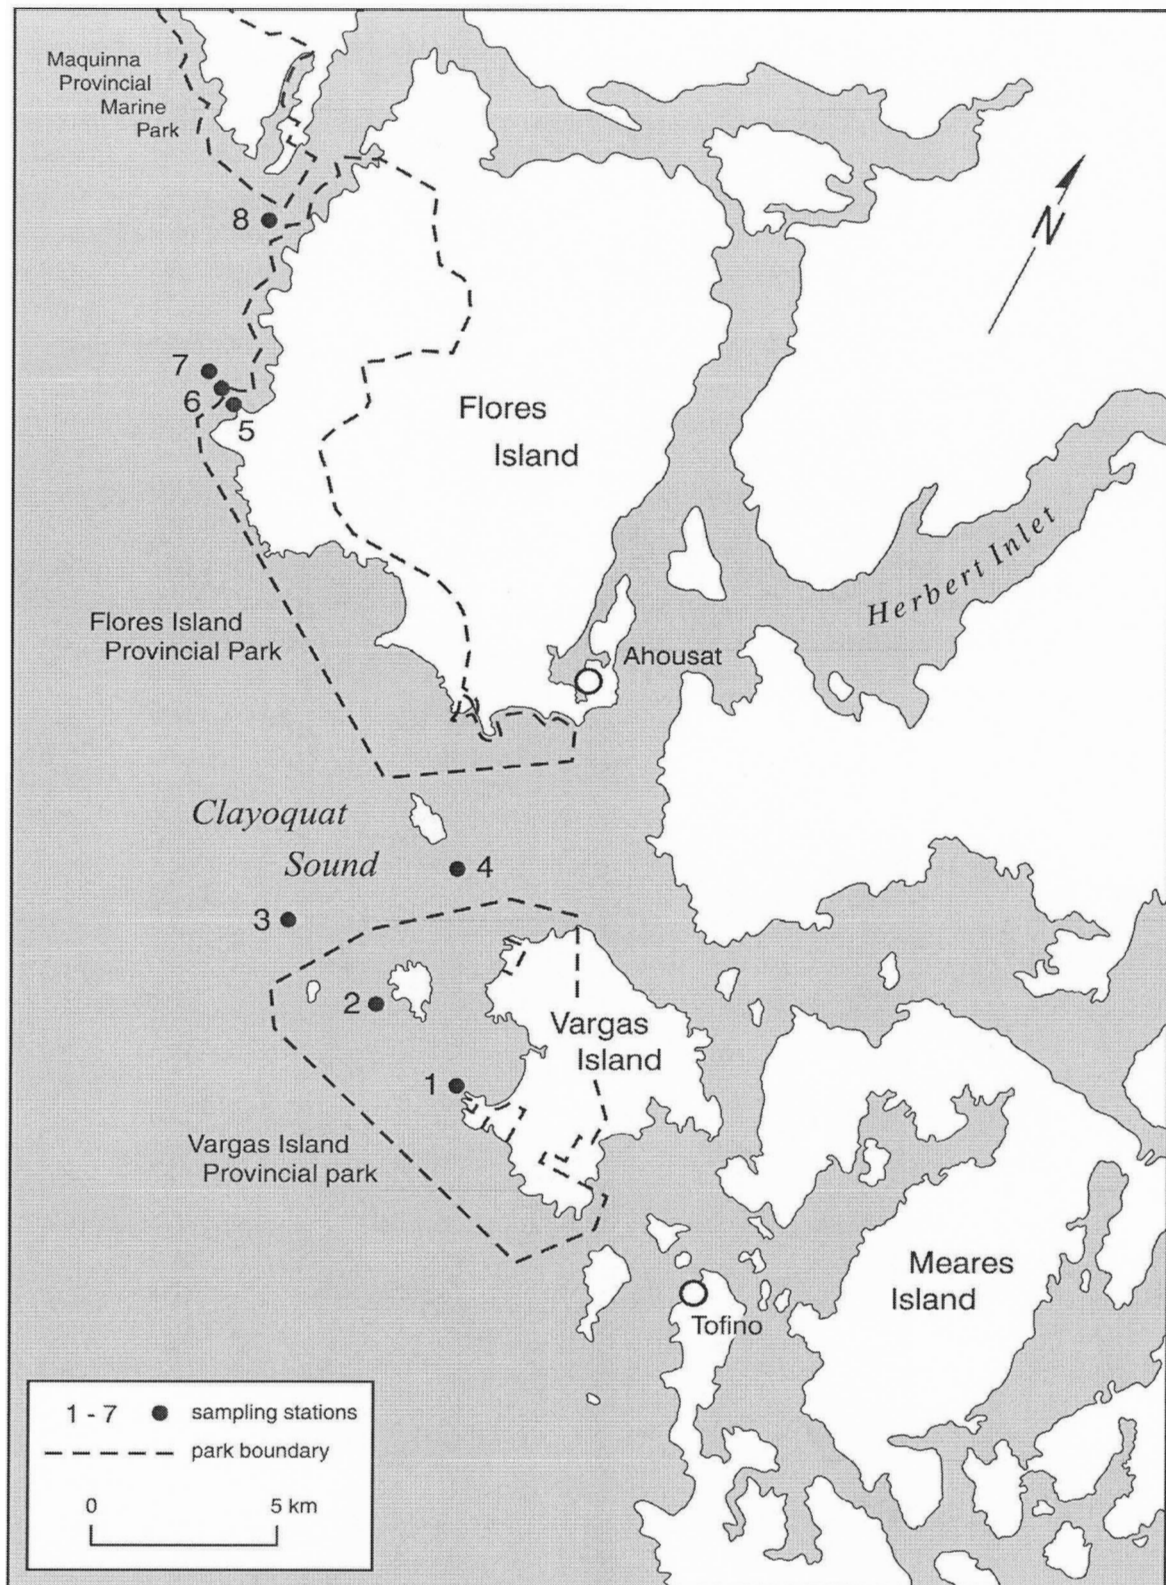 Maquinna
Provincial
Marine
Park
8
N
7
6
5
Flores
Island
Herbert Inlet
Flores Island
Provincial Park
Ahousat
Clayoquat
Sound
4
3
2
Vargas
Island
1
Vargas Island
Provincial park
Meares
Island
Tofino
1 - 7 sampling stations
park boundary
0 5 km